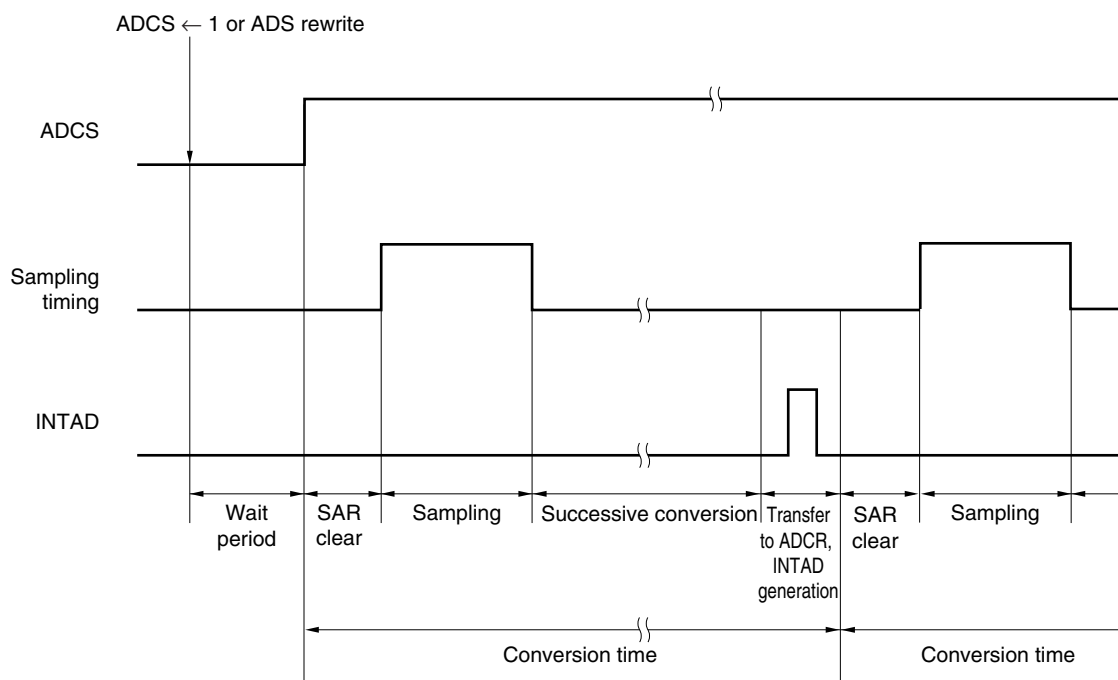 ADCS ← 1 or ADS rewrite
ADCS
Sampling
timing
INTAD
Wait
period
SAR
clear
Sampling
Successive conversion
Transfer
to ADCR,
INTAD
generation
SAR
clear
Sampling
Conversion time
Conversion time